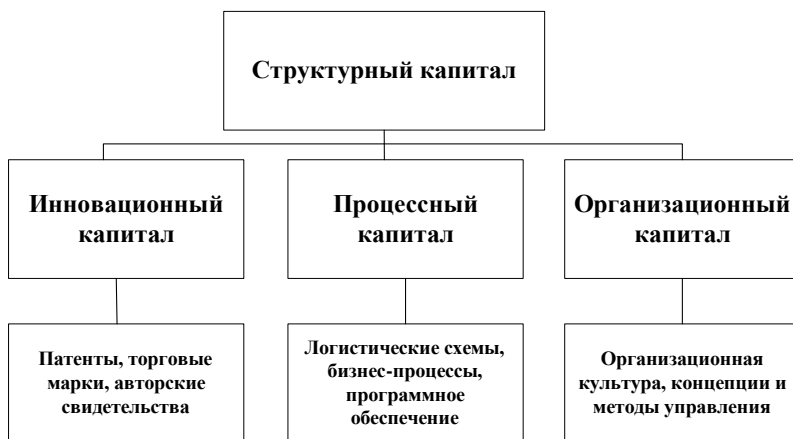 Структурный капитал
Инновационный
капитал
Процессный
капитал
Организационный
капитал
Патенты, торговые
марки, авторские
свидетельства
Логистические схемы,
бизнес-процессы,
программное
обеспечение
Организационная
культура, концепции и
методы управления